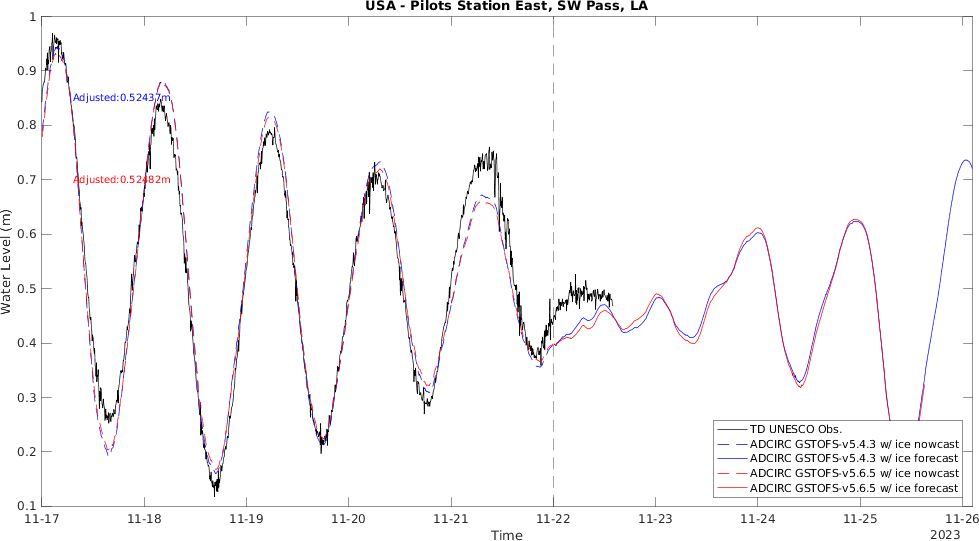 USA - Pilots Station East, SW Pass, LA
1
0.9
0.8
0.7
0.6
0.5
0.4
0.3
0.2
0.1
Water Level (m)
Adjusted:0.52437m
Adjusted:0.52482m
TD UNESCO Obs.
ADCIRC GSTOFS-v5.4.3 w/ ice nowcast
ADCIRC GSTOFS-v5.4.3 w/ ice forecast
ADCIRC GSTOFS-v5.6.5 w/ ice nowcast
ADCIRC GSTOFS-v5.6.5 w/ ice forecast
11-17 11-18 11-19 11-20 11-21 11-22 11-23 11-24 11-25 11-26
Time
2023